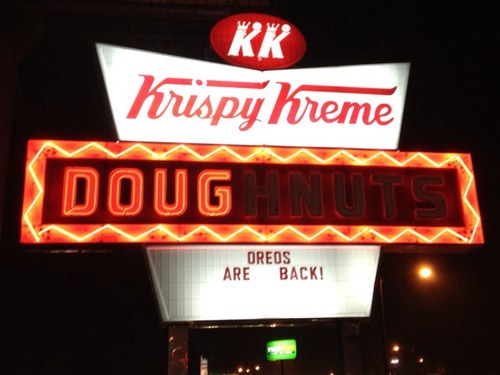 KK
Krispy Kreme
DOUGHNUTS
OREOS
ARE BACK!